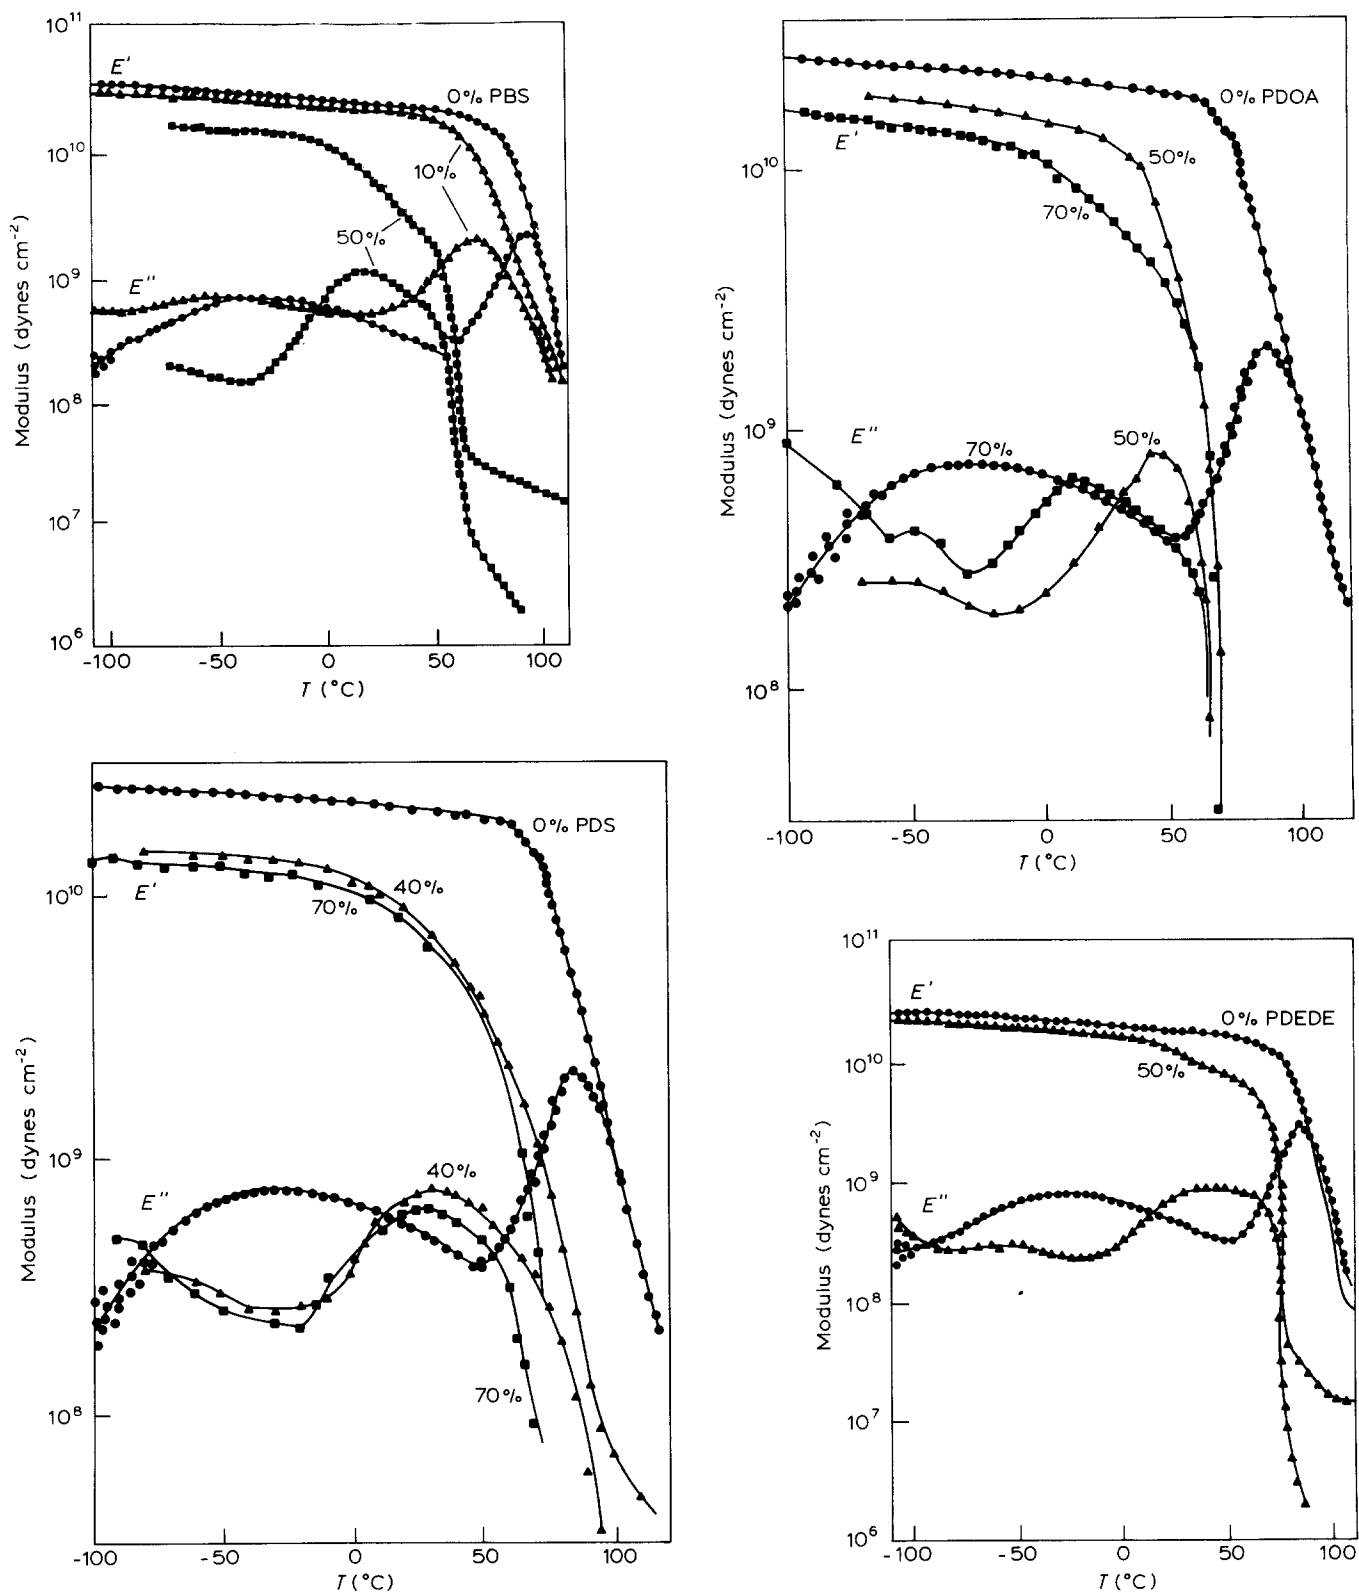 10¹¹
E'
0% PBS
10¹⁰
10%
50%
10⁹
E"
10⁸
10⁷
10⁶
Modulus (dynes cm⁻²)
-100 -50 0 50 100
T (°C)
0% PDOA
E'
10¹⁰
50%
70%
10⁹
E"
70%
50%
10⁸
Modulus (dynes cm⁻²)
-100 -50 0 50 100
T (°C)
0% PDS
10¹⁰
E'
40%
70%
10⁹
E"
40%
70%
10⁸
Modulus (dynes cm⁻²)
-100 -50 0 50 100
T (°C)
10¹¹
E'
0% PDEDE
10¹⁰
50%
10⁹
E"
10⁸
10⁷
10⁶
Modulus (dynes cm⁻²)
-100 -50 0 50 100
T (°C)